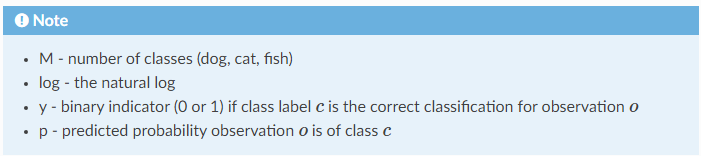 Note
• M - number of classes (dog, cat, fish)
• log - the natural log
• y - binary indicator (0 or 1) if class label c is the correct classification for observation o
• p - predicted probability observation o is of class c